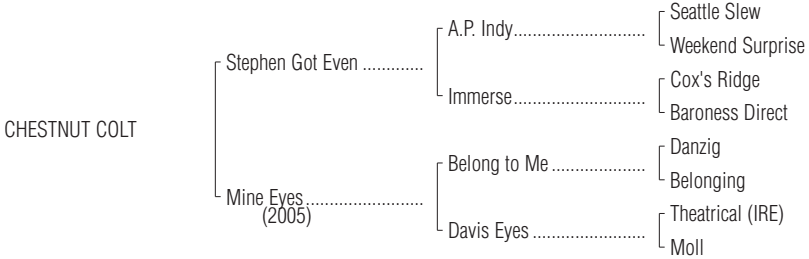 Seattle Slew
A.P. Indy
Weekend Surprise
Stephen Got Even
Cox's Ridge
Immerse
Baroness Direct
CHESTNUT COLT
Danzig
Belong to Me
Belonging
Mine Eyes
(2005)
Theatrical (IRE)
Davis Eyes
Moll